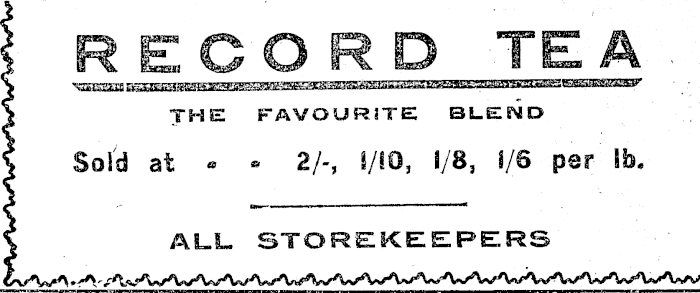 RECORD TEA
THE FAVOURITE BLEND
Sold at - - 2/-, 1/10, 1/8, 1/6 per lb.
ALL STOREKEEPERS